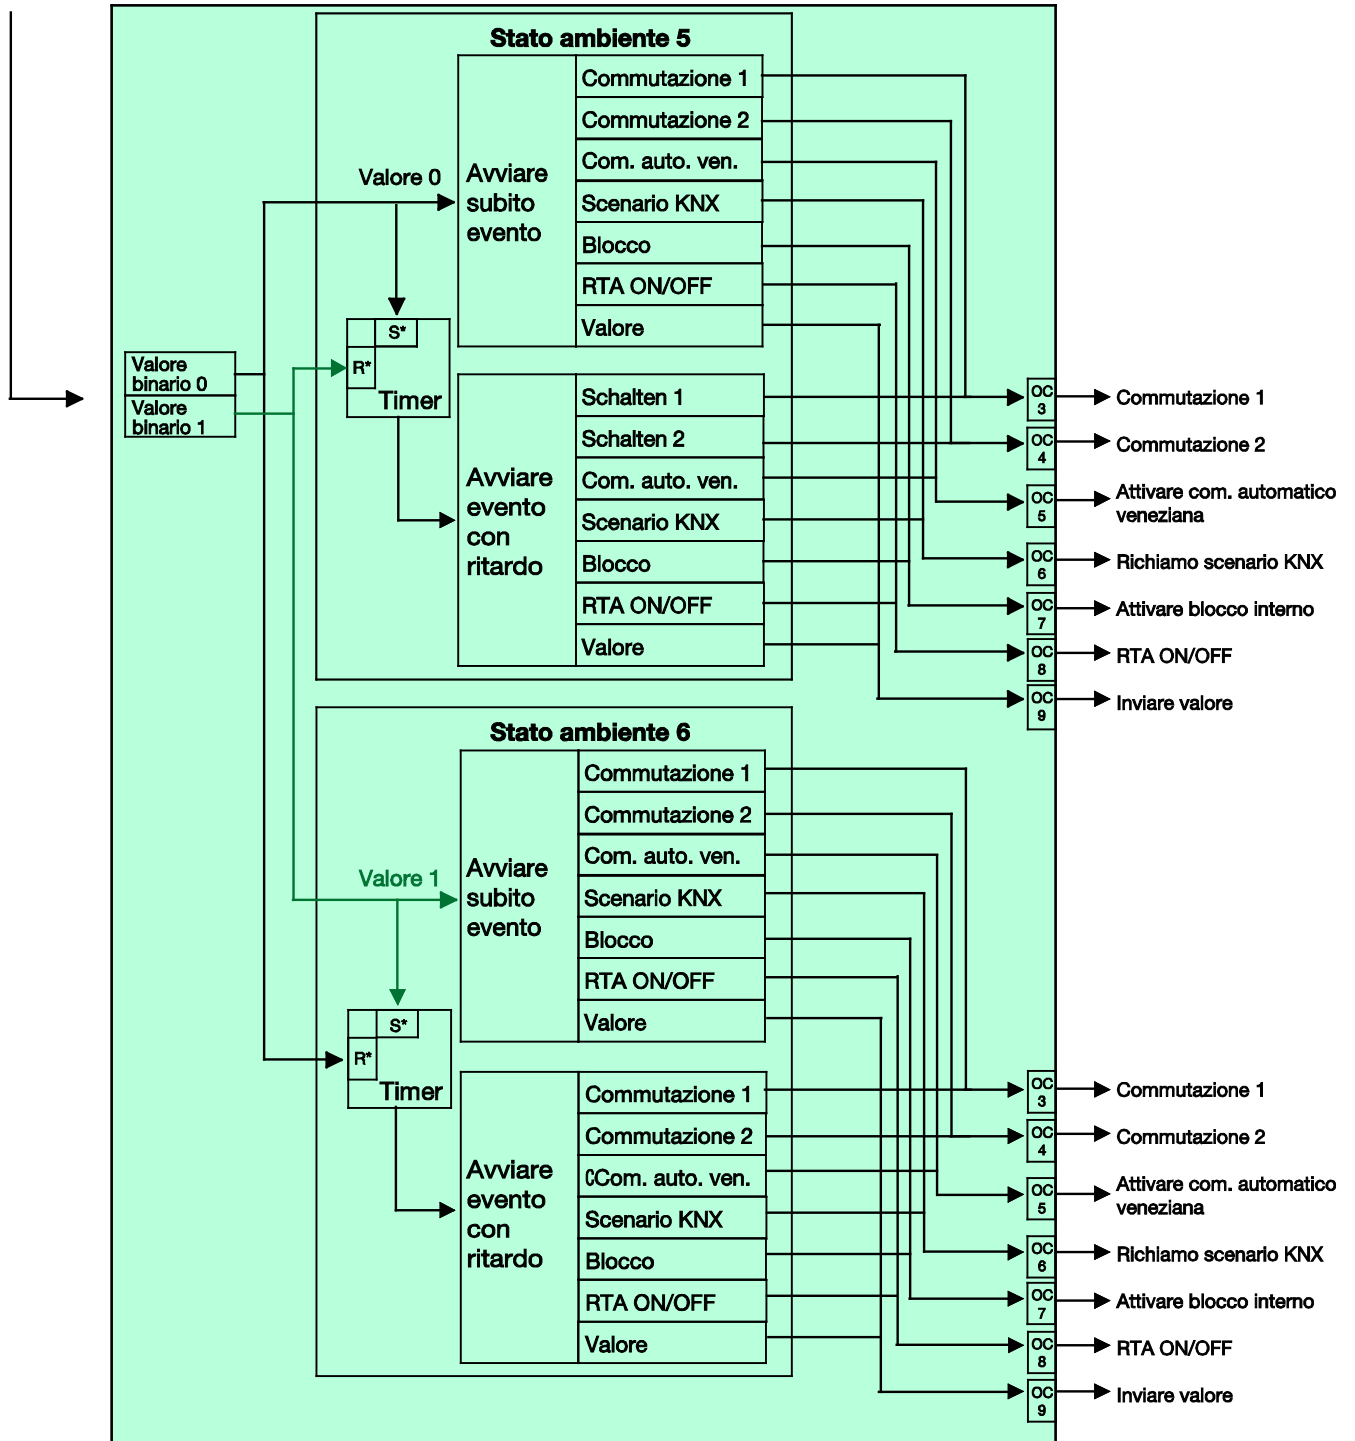 Stato ambiente 5
Valore 0
Avviare
subito
evento
Commutazione 1
Commutazione 2
Com. auto. ven.
Scenario KNX
Blocco
RTA ON/OFF
Valore
Valore
binario 0
Valore
binario 1
S*
R*
Timer
Avviare
evento
con
ritardo
Schalten 1
Schalten 2
Com. auto. ven.
Scenario KNX
Blocco
RTA ON/OFF
Valore
OC
3
Commutazione 1
OC
4
Commutazione 2
OC
5
Attivare com. automatico
veneziana
OC
6
Richiamo scenario KNX
OC
7
Attivare blocco interno
OC
8
RTA ON/OFF
OC
9
Inviare valore
Stato ambiente 6
Valore 1
Avviare
subito
evento
Commutazione 1
Commutazione 2
Com. auto. ven.
Scenario KNX
Blocco
RTA ON/OFF
Valore
S*
R*
Timer
Avviare
evento
con
ritardo
Commutazione 1
Commutazione 2
CCom. auto. ven.
Scenario KNX
Blocco
RTA ON/OFF
Valore
OC
3
Commutazione 1
OC
4
Commutazione 2
OC
5
Attivare com. automatico
veneziana
OC
6
Richiamo scenario KNX
OC
7
Attivare blocco interno
OC
8
RTA ON/OFF
OC
9
Inviare valore